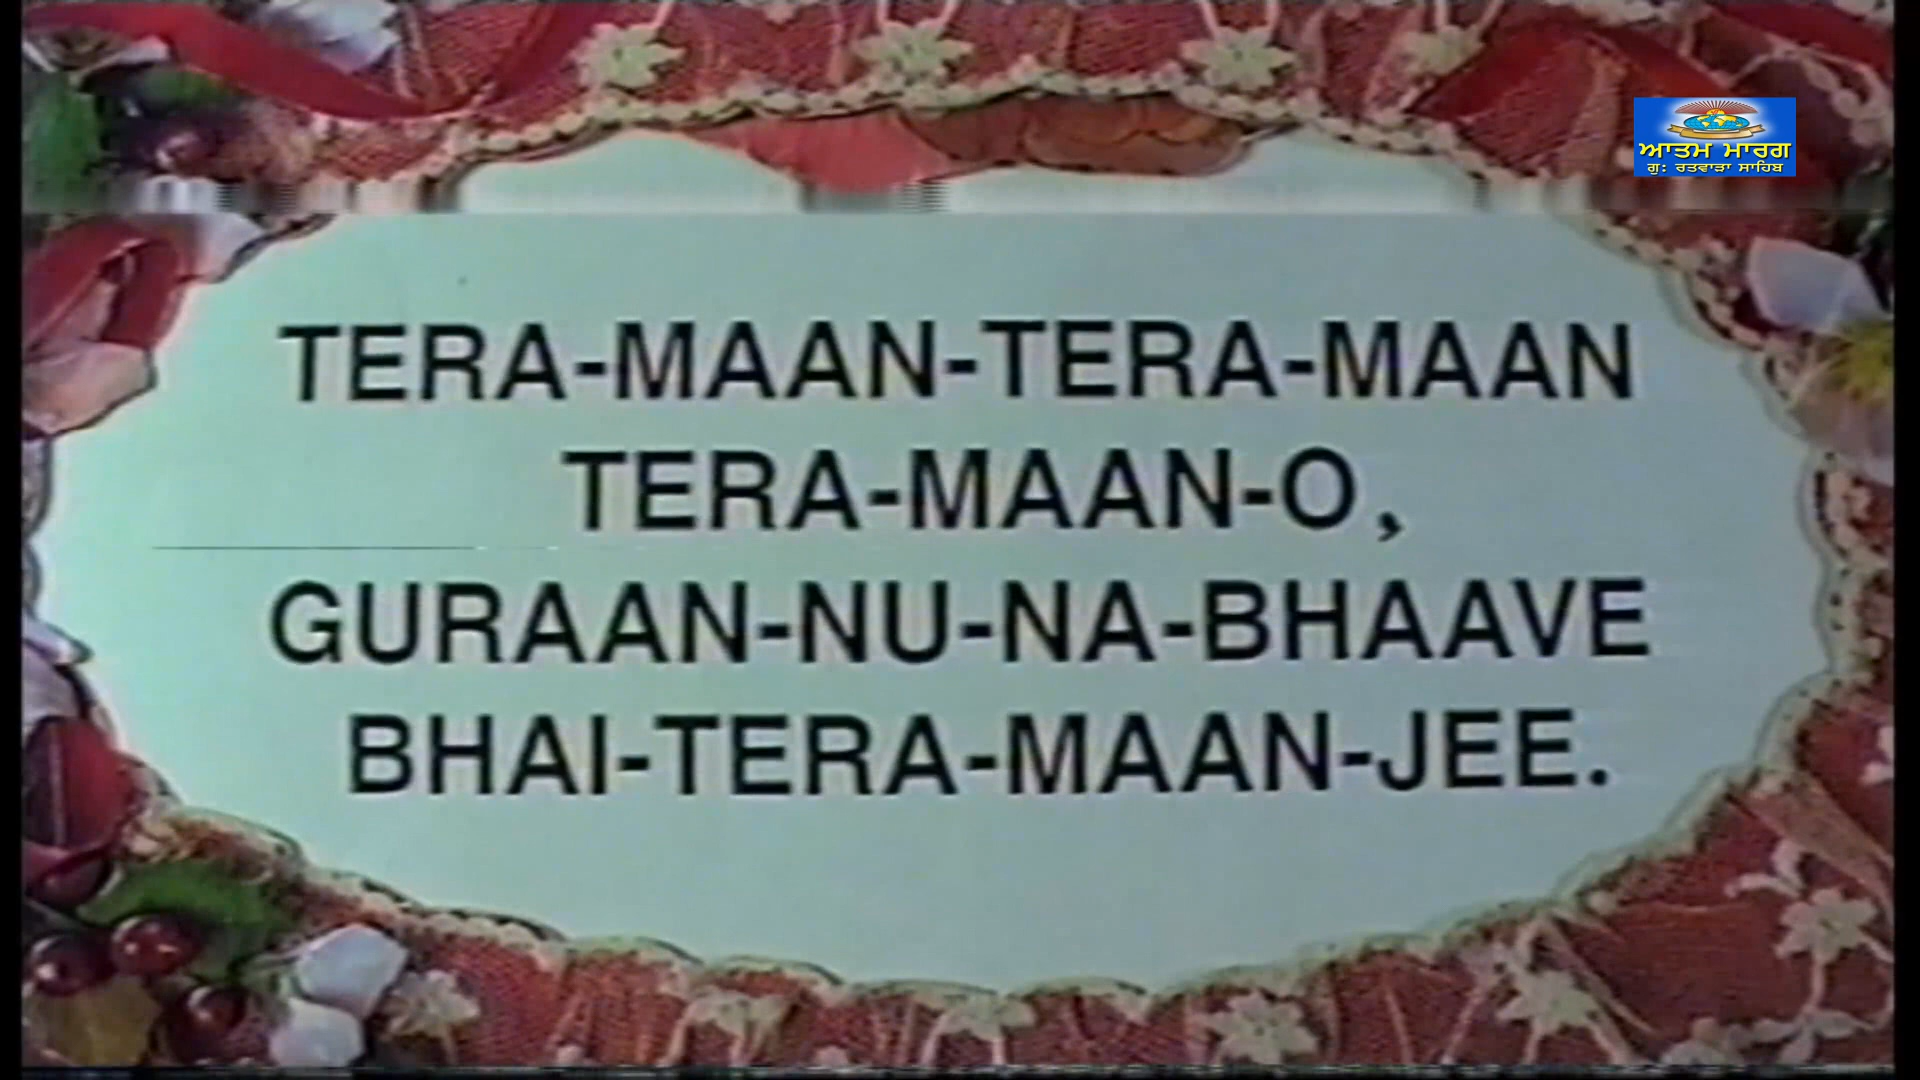 ਆਤਮ ਮਾਰਗ
ਗੁ: ਰਤਵਾੜਾ ਸਾਹਿਬ
TERA-MAAN-TERA-MAAN
TERA-MAAN-O,
GURAAN-NU-NA-BHAAVE
BHAI-TERA-MAAN-JEE.